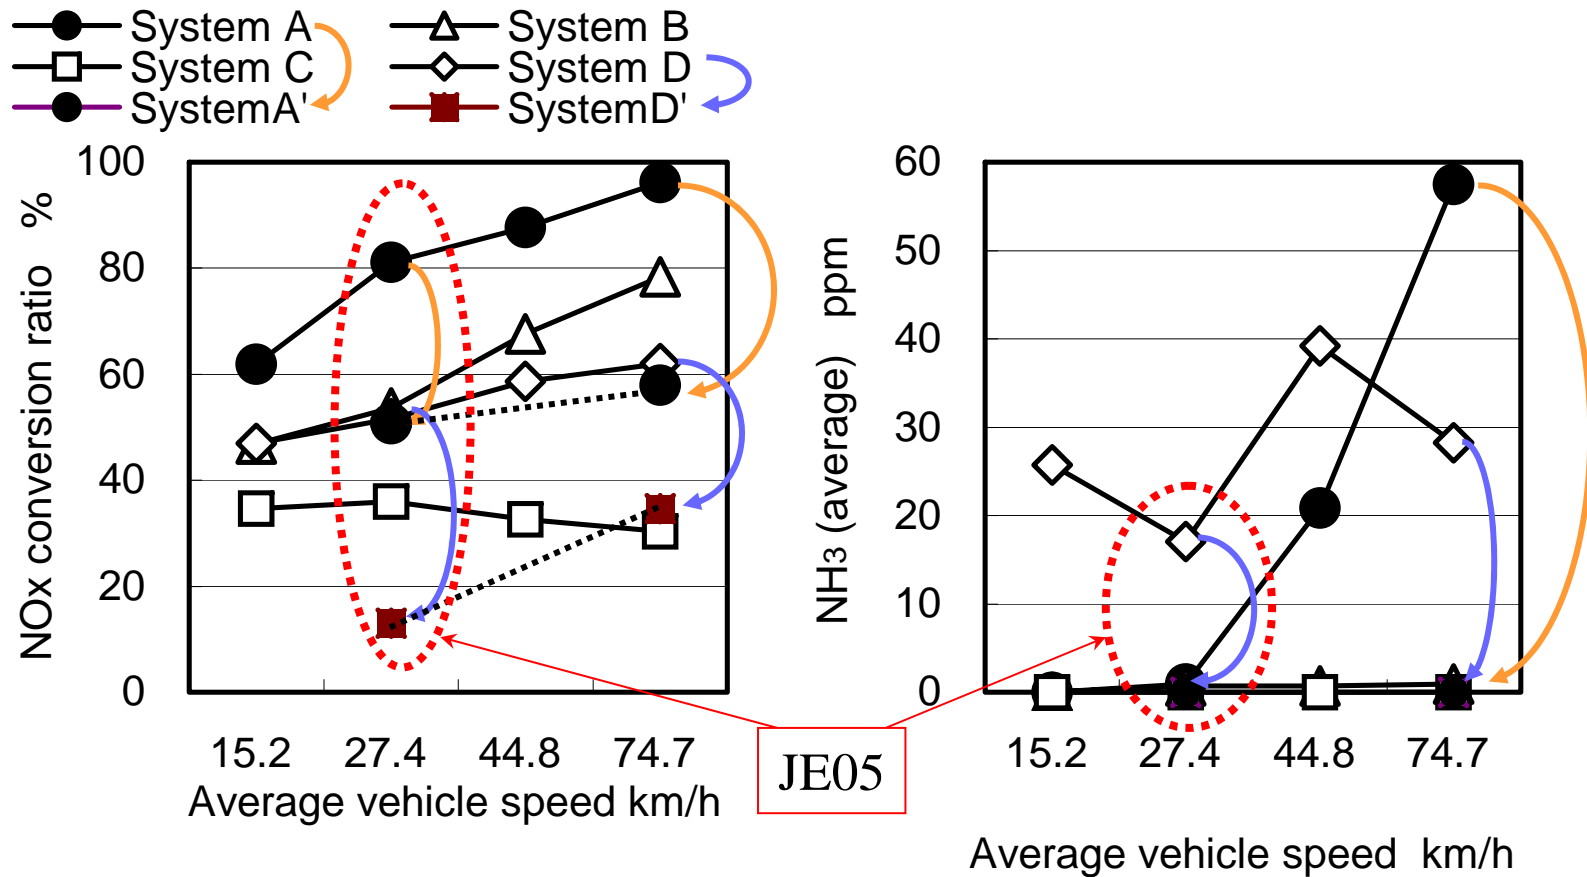 System A
System B
System C
System D
SystemA'
SystemD'
NOx conversion ratio %
100
80
60
40
20
0
15.2 27.4 44.8 74.7
Average vehicle speed km/h
JE05
NH3 (average) ppm
60
50
40
30
20
10
0
15.2 27.4 44.8 74.7
Average vehicle speed km/h